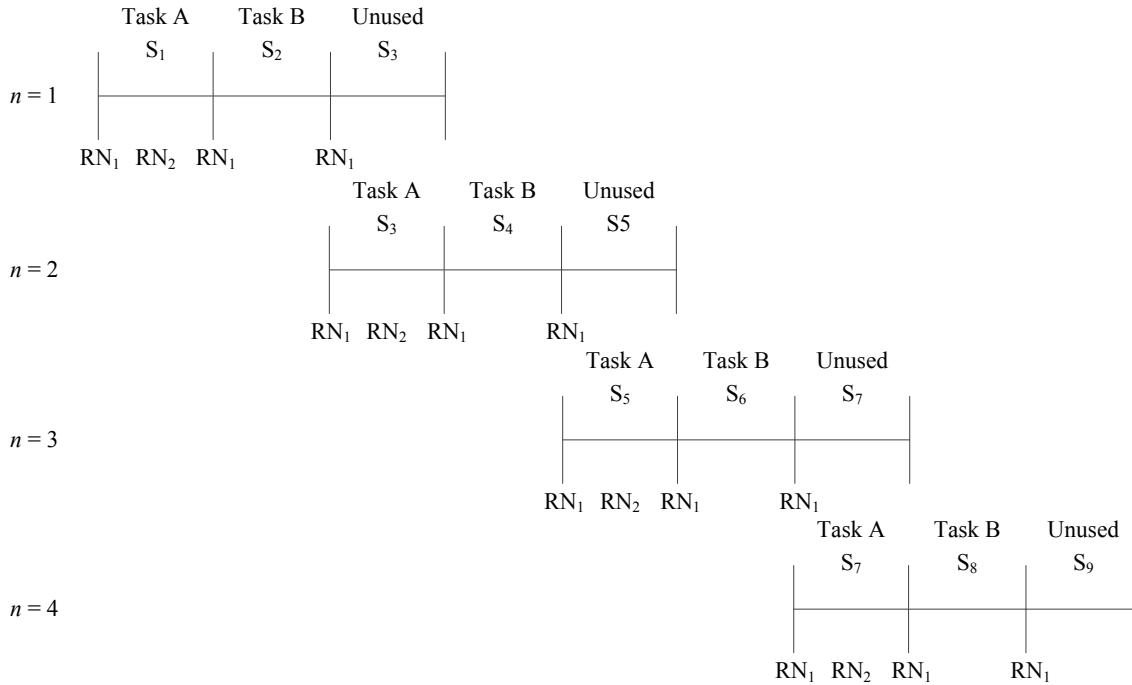 Task A Task B Unused
S₁ S₂ S₃
n = 1
RN₁ RN₂ RN₁ RN₁
Task A Task B Unused
S₃ S₄ S5
n = 2
RN₁ RN₂ RN₁ RN₁
Task A Task B Unused
S₅ S₆ S₇
n = 3
RN₁ RN₂ RN₁ RN₁
Task A Task B Unused
S₇ S₈ S₉
n = 4
RN₁ RN₂ RN₁ RN₁